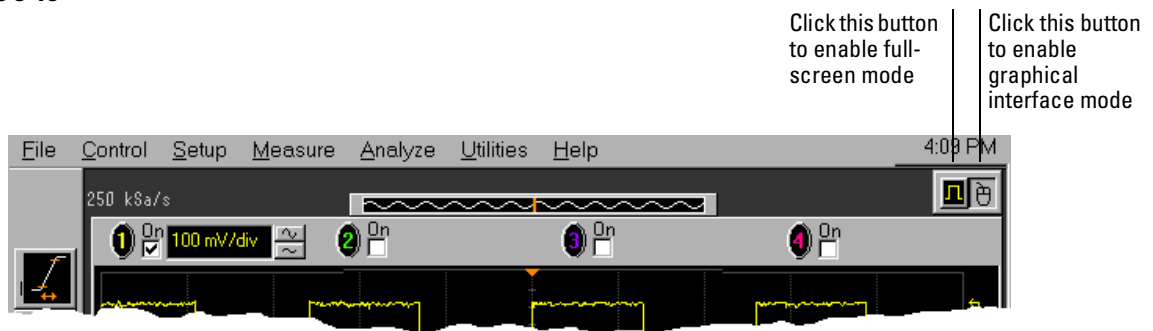 Click this button
to enable full-
screen mode
Click this button
to enable
graphical
interface mode
File Control Setup Measure Analyze Utilities Help 4:09 PM
250 kSa/s
1 On 100 mV/div 2 On 3 On 4 On